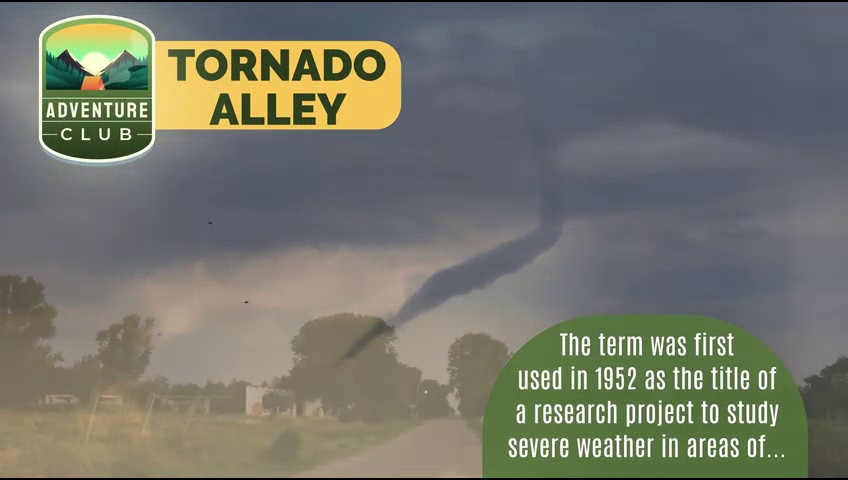 ADVENTURE
CLUB
TORNADO
ALLEY
The term was first
used in 1952 as the title of
a research project to study
severe weather in areas of...